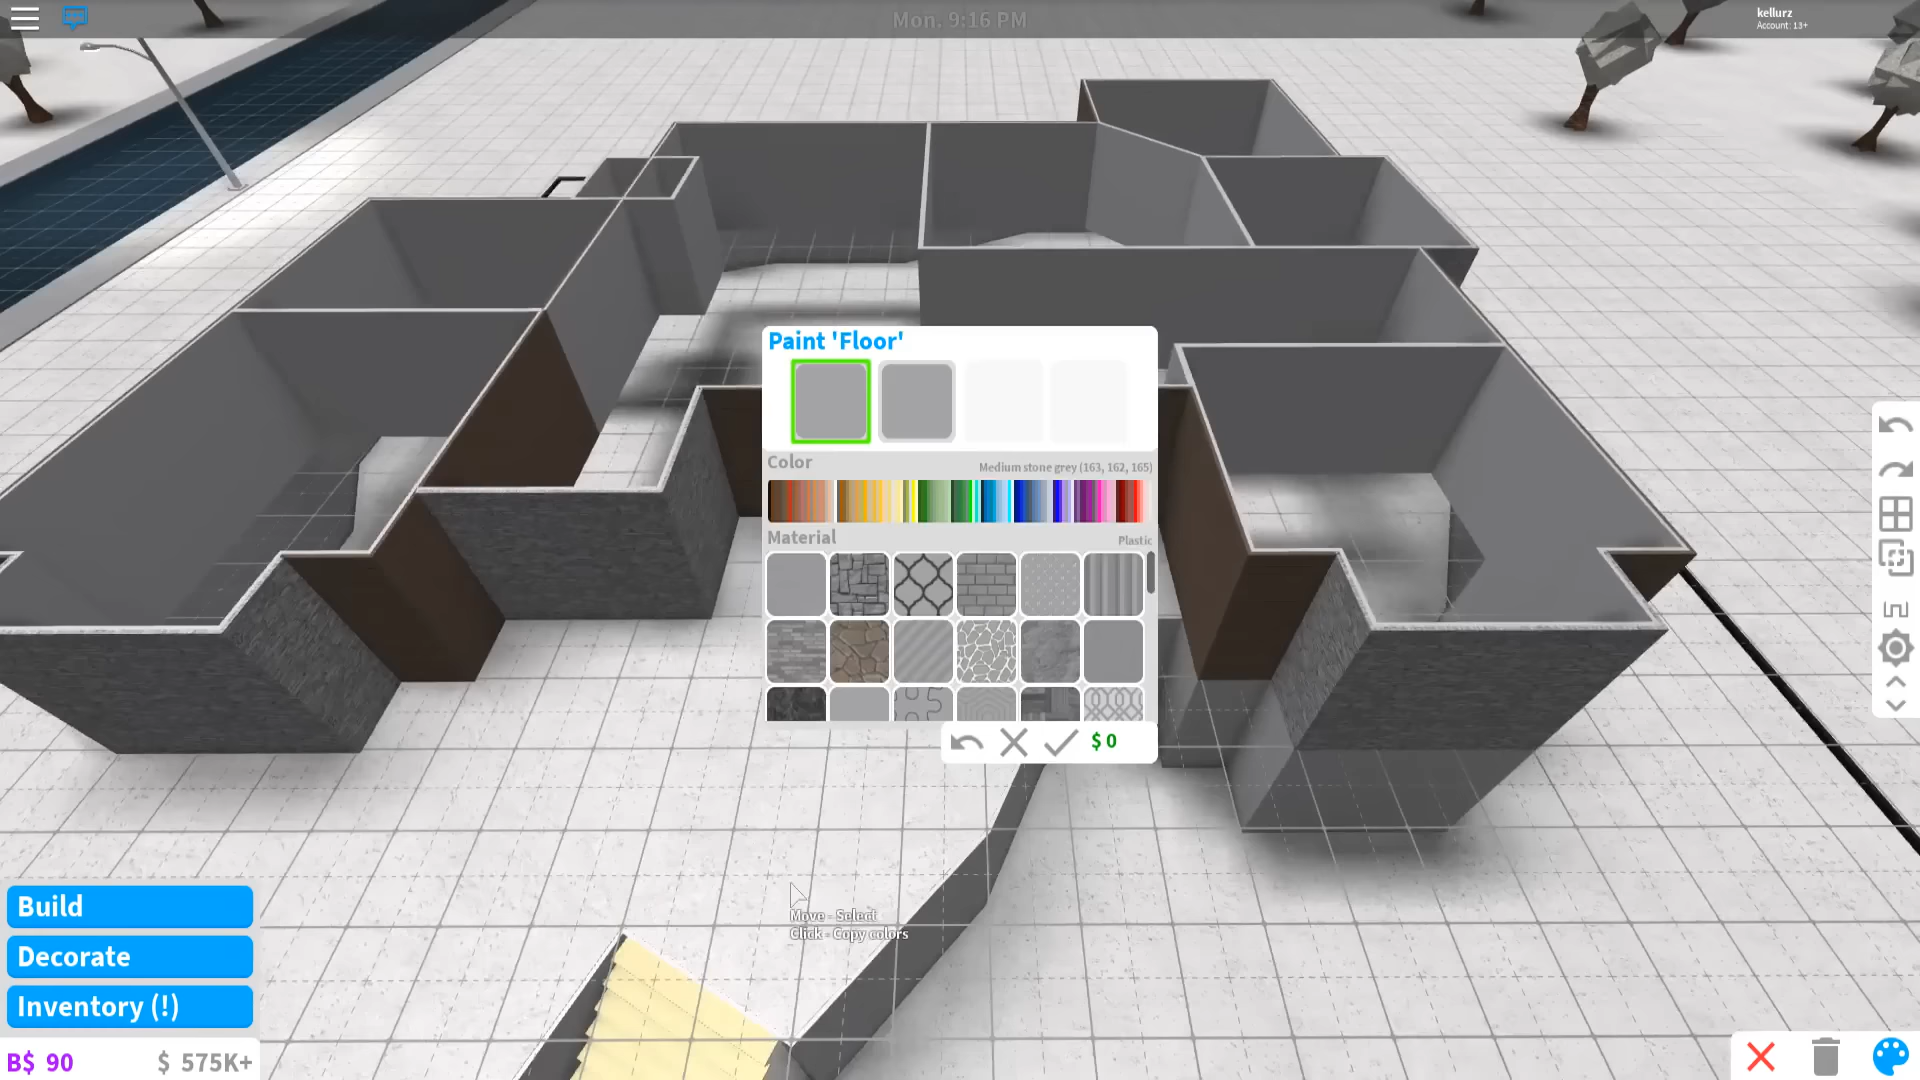 Mon. 9:16 PM
kellurz
Account: 13+
Paint 'Floor'
Color
Medium stone grey (163, 162, 165)
Material
Plastic
$ 0
Move - Select
Click - Copy colors
Build
Decorate
Inventory (!)
B$ 90
$ 575K+